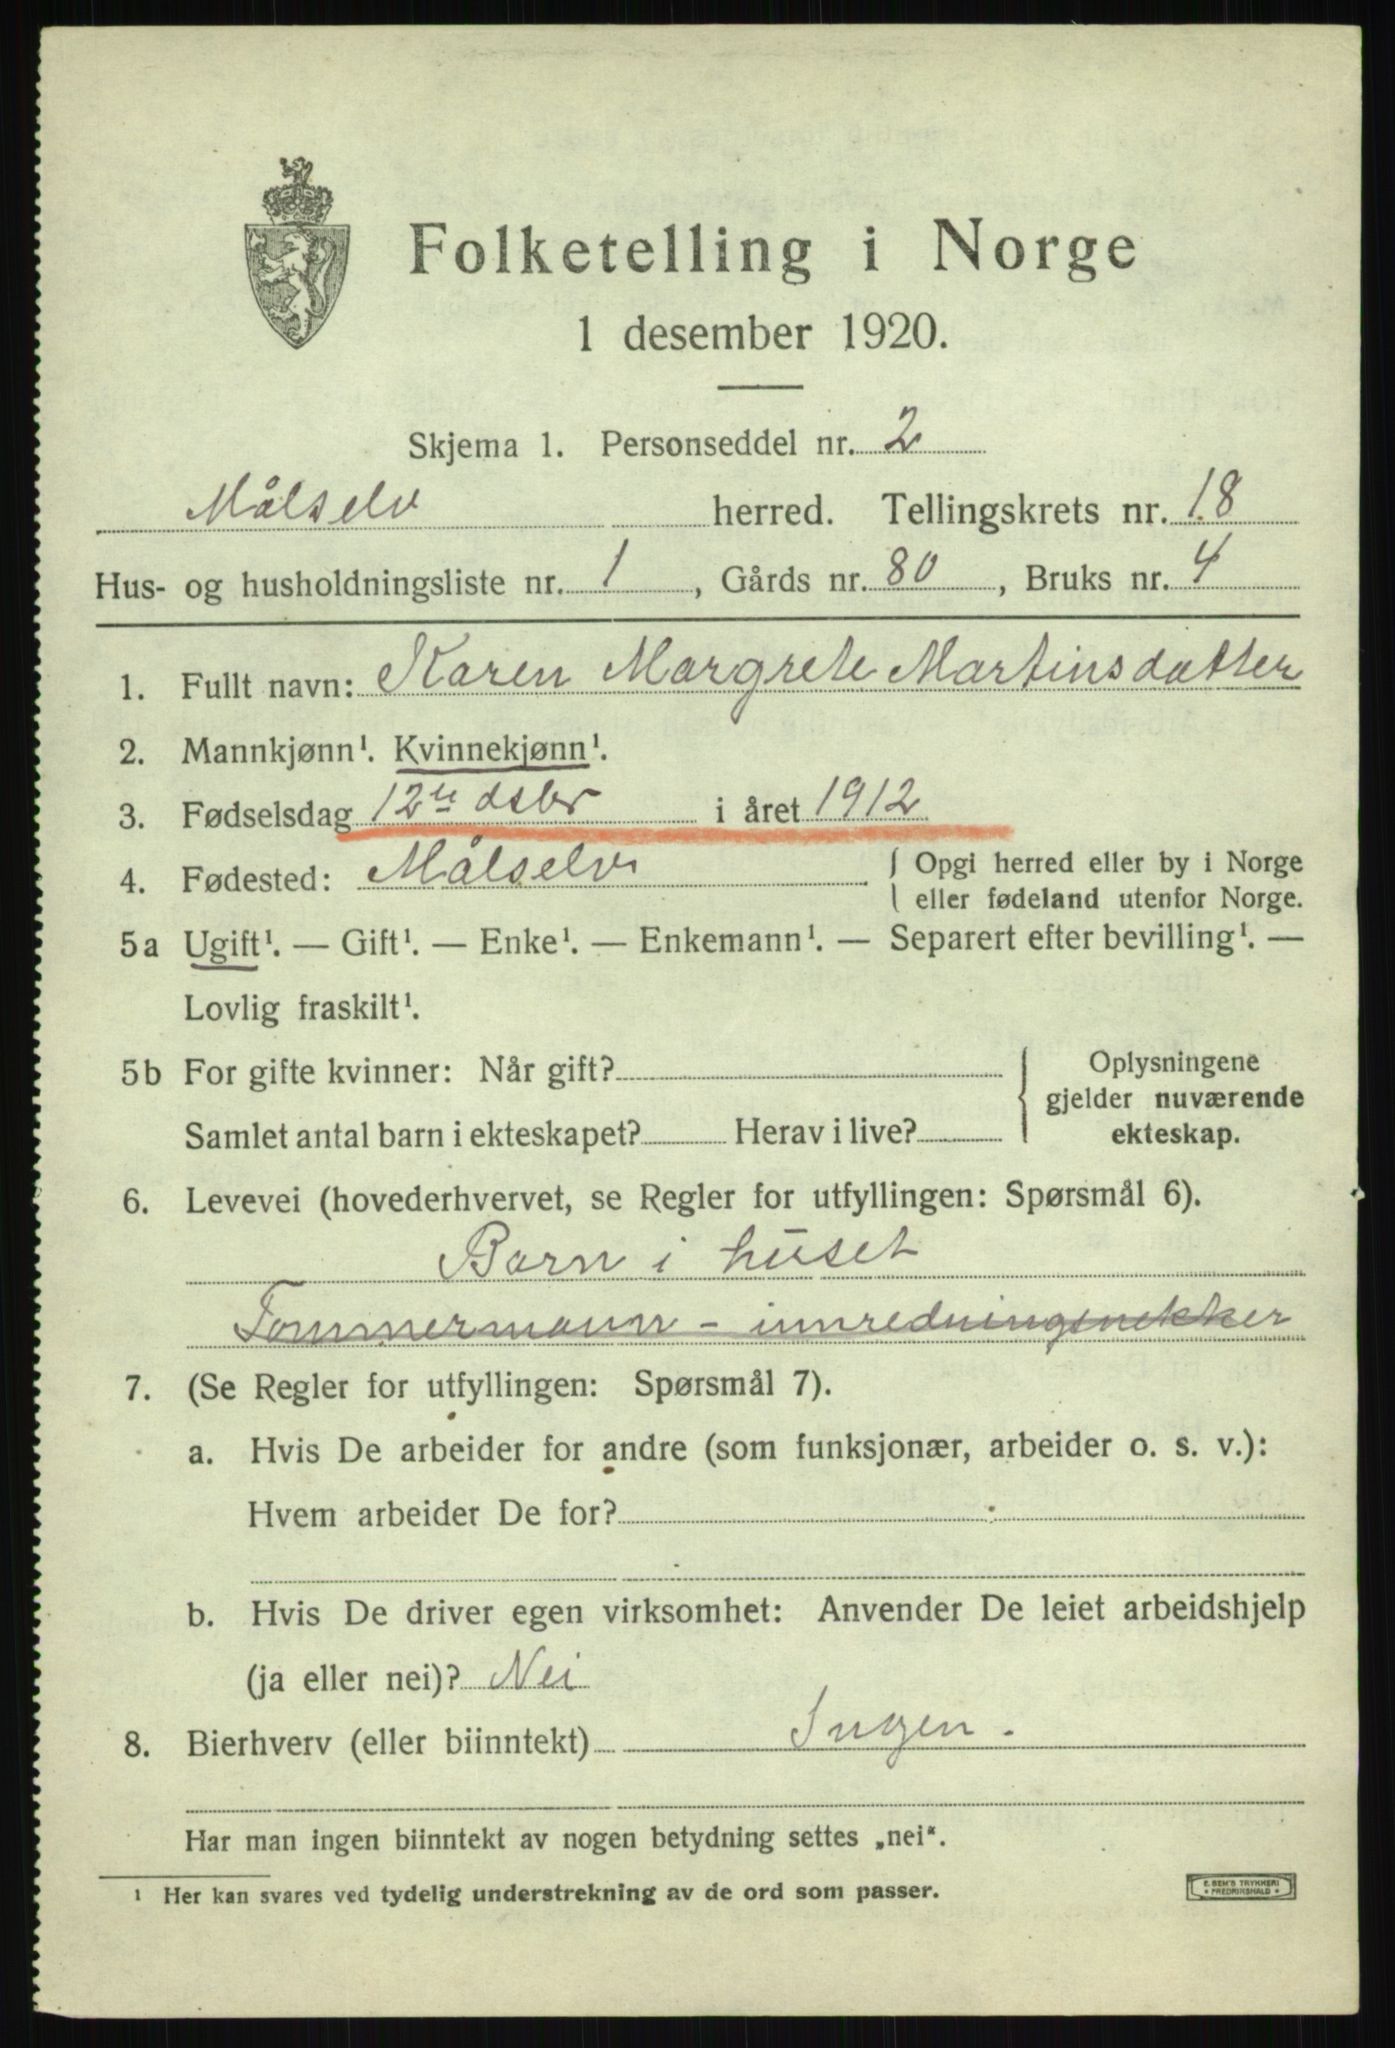 Folketelling i Norge
1 desember 1920.
Skjema 1. Personseddel nr. 2
Målselv herred. Tellingskrets nr. 18
Hus- og husholdningsliste nr. 1, Gårds nr. 80, Bruks nr. 4
1. Fullt navn: Karen Margrete Martinsdatter
2. Mannkjønn¹. Kvinnekjønn¹.
3. Fødselsdag 12te dsbr i året 1912
4. Fødested: Målselv { Opgi herred eller by i Norge
eller fødeland utenfor Norge.
5a Ugift¹. — Gift¹. — Enke¹. — Enkemann¹. — Separert efter bevilling¹. —
Lovlig fraskilt¹.
5b For gifte kvinner: Når gift? { Oplysningene
gjelder nuværende
Samlet antal barn i ekteskapet? Herav i live? ekteskap.
6. Levevei (hovederhvervet, se Regler for utfyllingen: Spørsmål 6).
Barn i huset
Tømmermann - innredningsnekker
7. (Se Regler for utfyllingen: Spørsmål 7).
a. Hvis De arbeider for andre (som funksjonær, arbeider o. s. v.):
Hvem arbeider De for?
b. Hvis De driver egen virksomhet: Anvender De leiet arbeidshjelp
(ja eller nei)? Nei
8. Bierhverv (eller biinntekt) Ingen.
Har man ingen biinntekt av nogen betydning settes „nei".
¹ Her kan svares ved tydelig understrekning av de ord som passer.
E. SEM'S TRYKKERI
• FREDRIKSHALD •